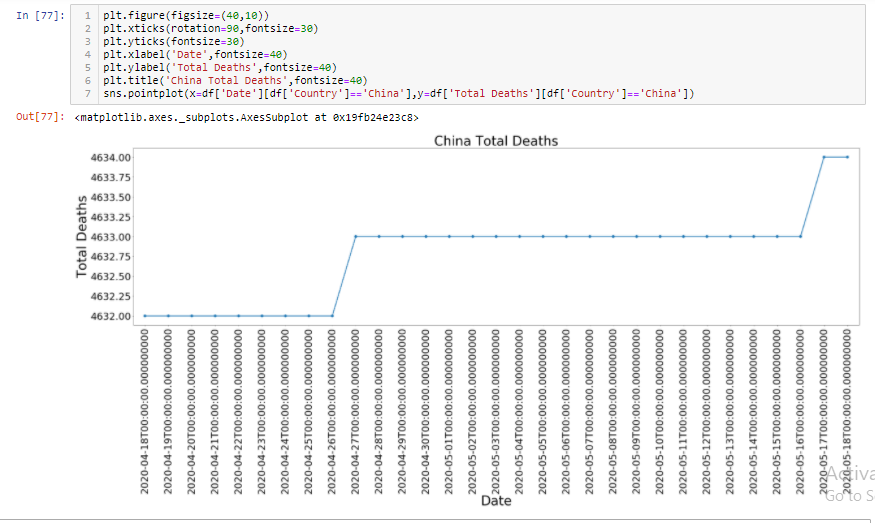 In [77]:
1 plt.figure(figsize=(40,10))
2 plt.xticks(rotation=90,fontsize=30)
3 plt.yticks(fontsize=30)
4 plt.xlabel('Date',fontsize=40)
5 plt.ylabel('Total Deaths',fontsize=40)
6 plt.title('China Total Deaths',fontsize=40)
7 sns.pointplot(x=df['Date'][df['Country']=='China'],y=df['Total Deaths'][df['Country']=='China'])
Out[77]: <matplotlib.axes._subplots.AxesSubplot at 0x19fb24e23c8>
China Total Deaths
Total Deaths
4634.00
4633.75
4633.50
4633.25
4633.00
4632.75
4632.50
4632.25
4632.00
2020-04-18T00:00:00.000000000
2020-04-19T00:00:00.000000000
2020-04-20T00:00:00.000000000
2020-04-21T00:00:00.000000000
2020-04-22T00:00:00.000000000
2020-04-23T00:00:00.000000000
2020-04-24T00:00:00.000000000
2020-04-25T00:00:00.000000000
2020-04-26T00:00:00.000000000
2020-04-27T00:00:00.000000000
2020-04-28T00:00:00.000000000
2020-04-29T00:00:00.000000000
2020-04-30T00:00:00.000000000
2020-05-01T00:00:00.000000000
2020-05-02T00:00:00.000000000
2020-05-03T00:00:00.000000000
2020-05-04T00:00:00.000000000
2020-05-05T00:00:00.000000000
2020-05-06T00:00:00.000000000
2020-05-07T00:00:00.000000000
2020-05-08T00:00:00.000000000
2020-05-09T00:00:00.000000000
2020-05-10T00:00:00.000000000
2020-05-11T00:00:00.000000000
2020-05-12T00:00:00.000000000
2020-05-13T00:00:00.000000000
2020-05-14T00:00:00.000000000
2020-05-15T00:00:00.000000000
2020-05-16T00:00:00.000000000
2020-05-17T00:00:00.000000000
2020-05-18T00:00:00.000000000
Date
Activa
Go to S